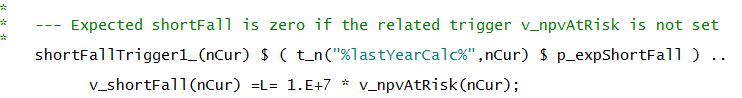 *
* --- Expected shortFall is zero if the related trigger v_npvAtRisk is not set
*
shortFallTrigger1_(nCur) $ ( t_n("%lastYearCalc%",nCur) $ p_expShortFall ) ..
v_shortFall(nCur) =L= 1.E+7 * v_npvAtRisk(nCur);